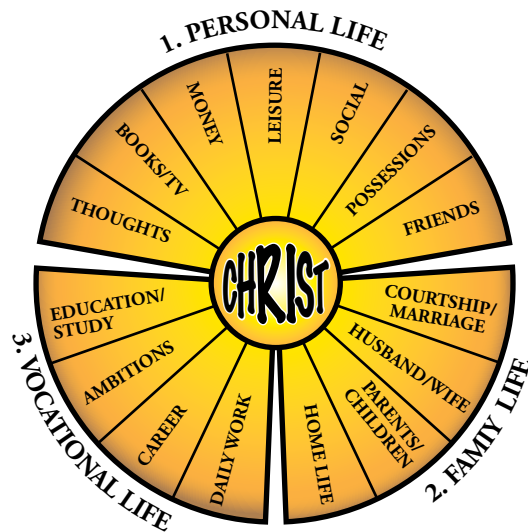 1. PERSONAL LIFE
THOUGHTS
BOOKS/TV
MONEY
LEISURE
SOCIAL
POSSESSIONS
FRIENDS
CHRIST
COURTSHIP/
MARRIAGE
HUSBAND/WIFE
PARENTS/
CHILDREN
HOME LIFE
2. FAMIY LIFE
EDUCATION/
STUDY
AMBITIONS
CAREER
DAILY WORK
3. VOCATIONAL LIFE